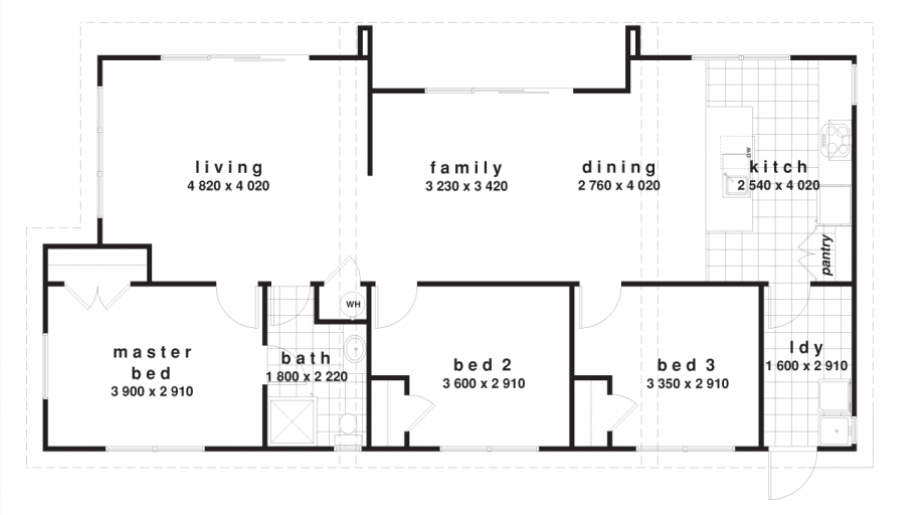 living
4 820 x 4 020
family
3 230 x 3 420
dining
2 760 x 4 020
DW
kitch
2 540 x 4 020
pantry
WH
master
bed
3 900 x 2 910
bath
1 800 x 2 220
bed 2
3 600 x 2 910
bed 3
3 350 x 2 910
ldy
1 600 x 2 910